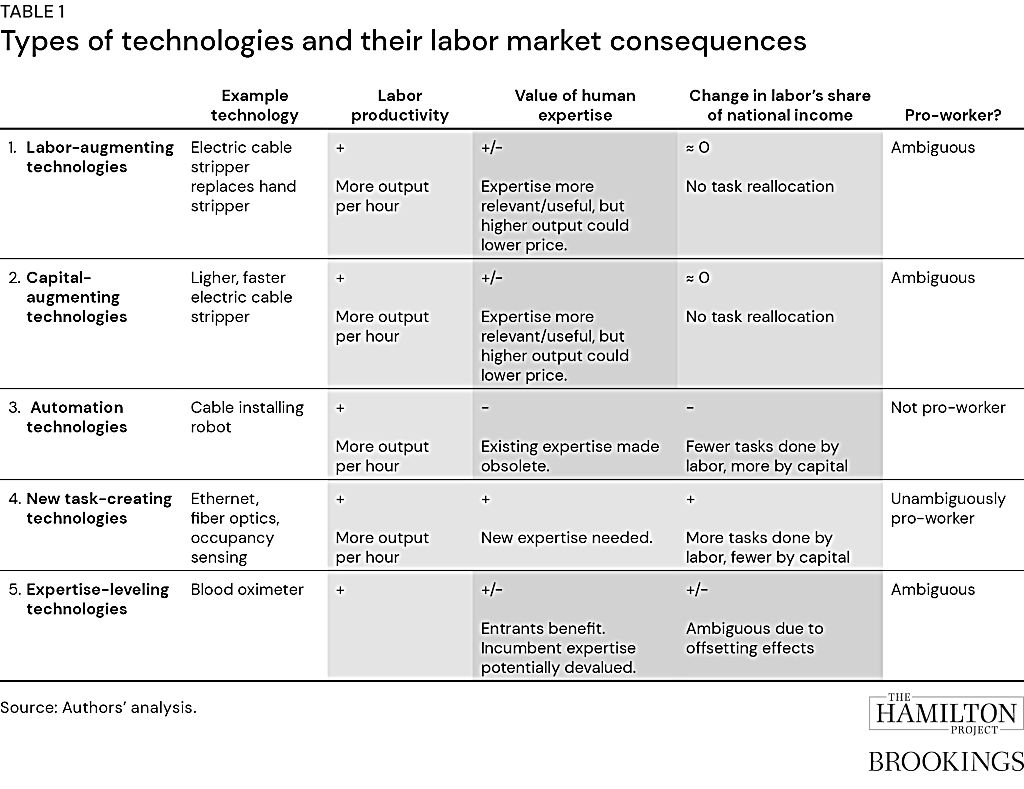 TABLE 1
Types of technologies and their labor market consequences
Example technology
Labor productivity
Value of human expertise
Change in labor's share of national income
Pro-worker?
1. Labor-augmenting technologies
Electric cable stripper replaces hand stripper
+
More output per hour
+/-
Expertise more relevant/useful, but higher output could lower price.
≈ 0
No task reallocation
Ambiguous
2. Capital-augmenting technologies
Ligher, faster electric cable stripper
+
More output per hour
+/-
Expertise more relevant/useful, but higher output could lower price.
≈ 0
No task reallocation
Ambiguous
3. Automation technologies
Cable installing robot
+
More output per hour
–
Existing expertise made obsolete.
–
Fewer tasks done by labor, more by capital
Not pro-worker
4. New task-creating technologies
Ethernet, fiber optics, occupancy sensing
+
More output per hour
+
New expertise needed.
+
More tasks done by labor, fewer by capital
Unambiguously pro-worker
5. Expertise-leveling technologies
Blood oximeter
+
+/-
Entrants benefit. Incumbent expertise potentially devalued.
+/-
Ambiguous due to offsetting effects
Ambiguous
Source: Authors' analysis.
THE
HAMILTON
PROJECT
BROOKINGS